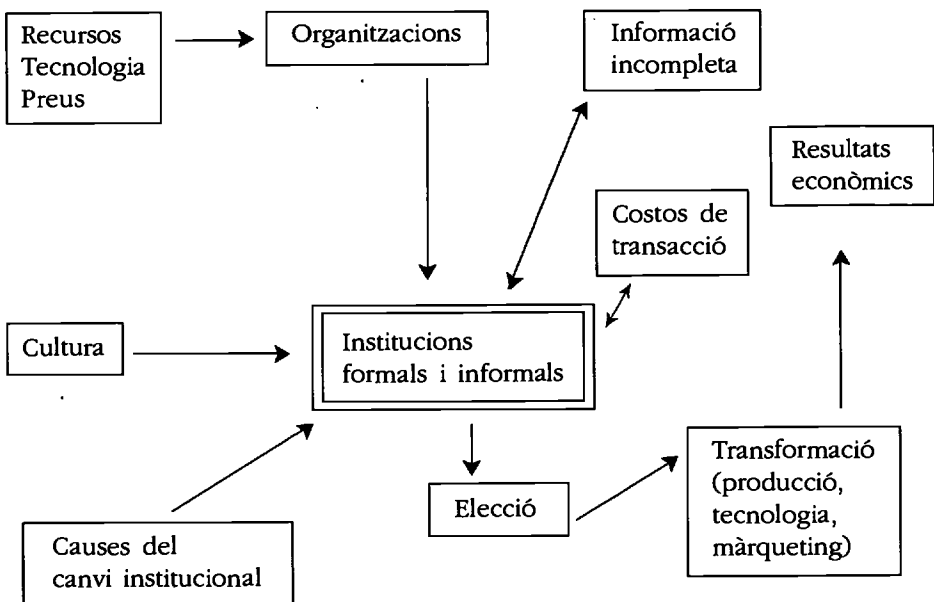 Recursos
Tecnologia
Preus
Organitzacions
Informació
incompleta
Resultats
econòmics
Costos de
transacció
Cultura
Institucions
formals i informals
Elecció
Transformació
(producció,
tecnologia,
màrqueting)
Causes del
canvi institucional